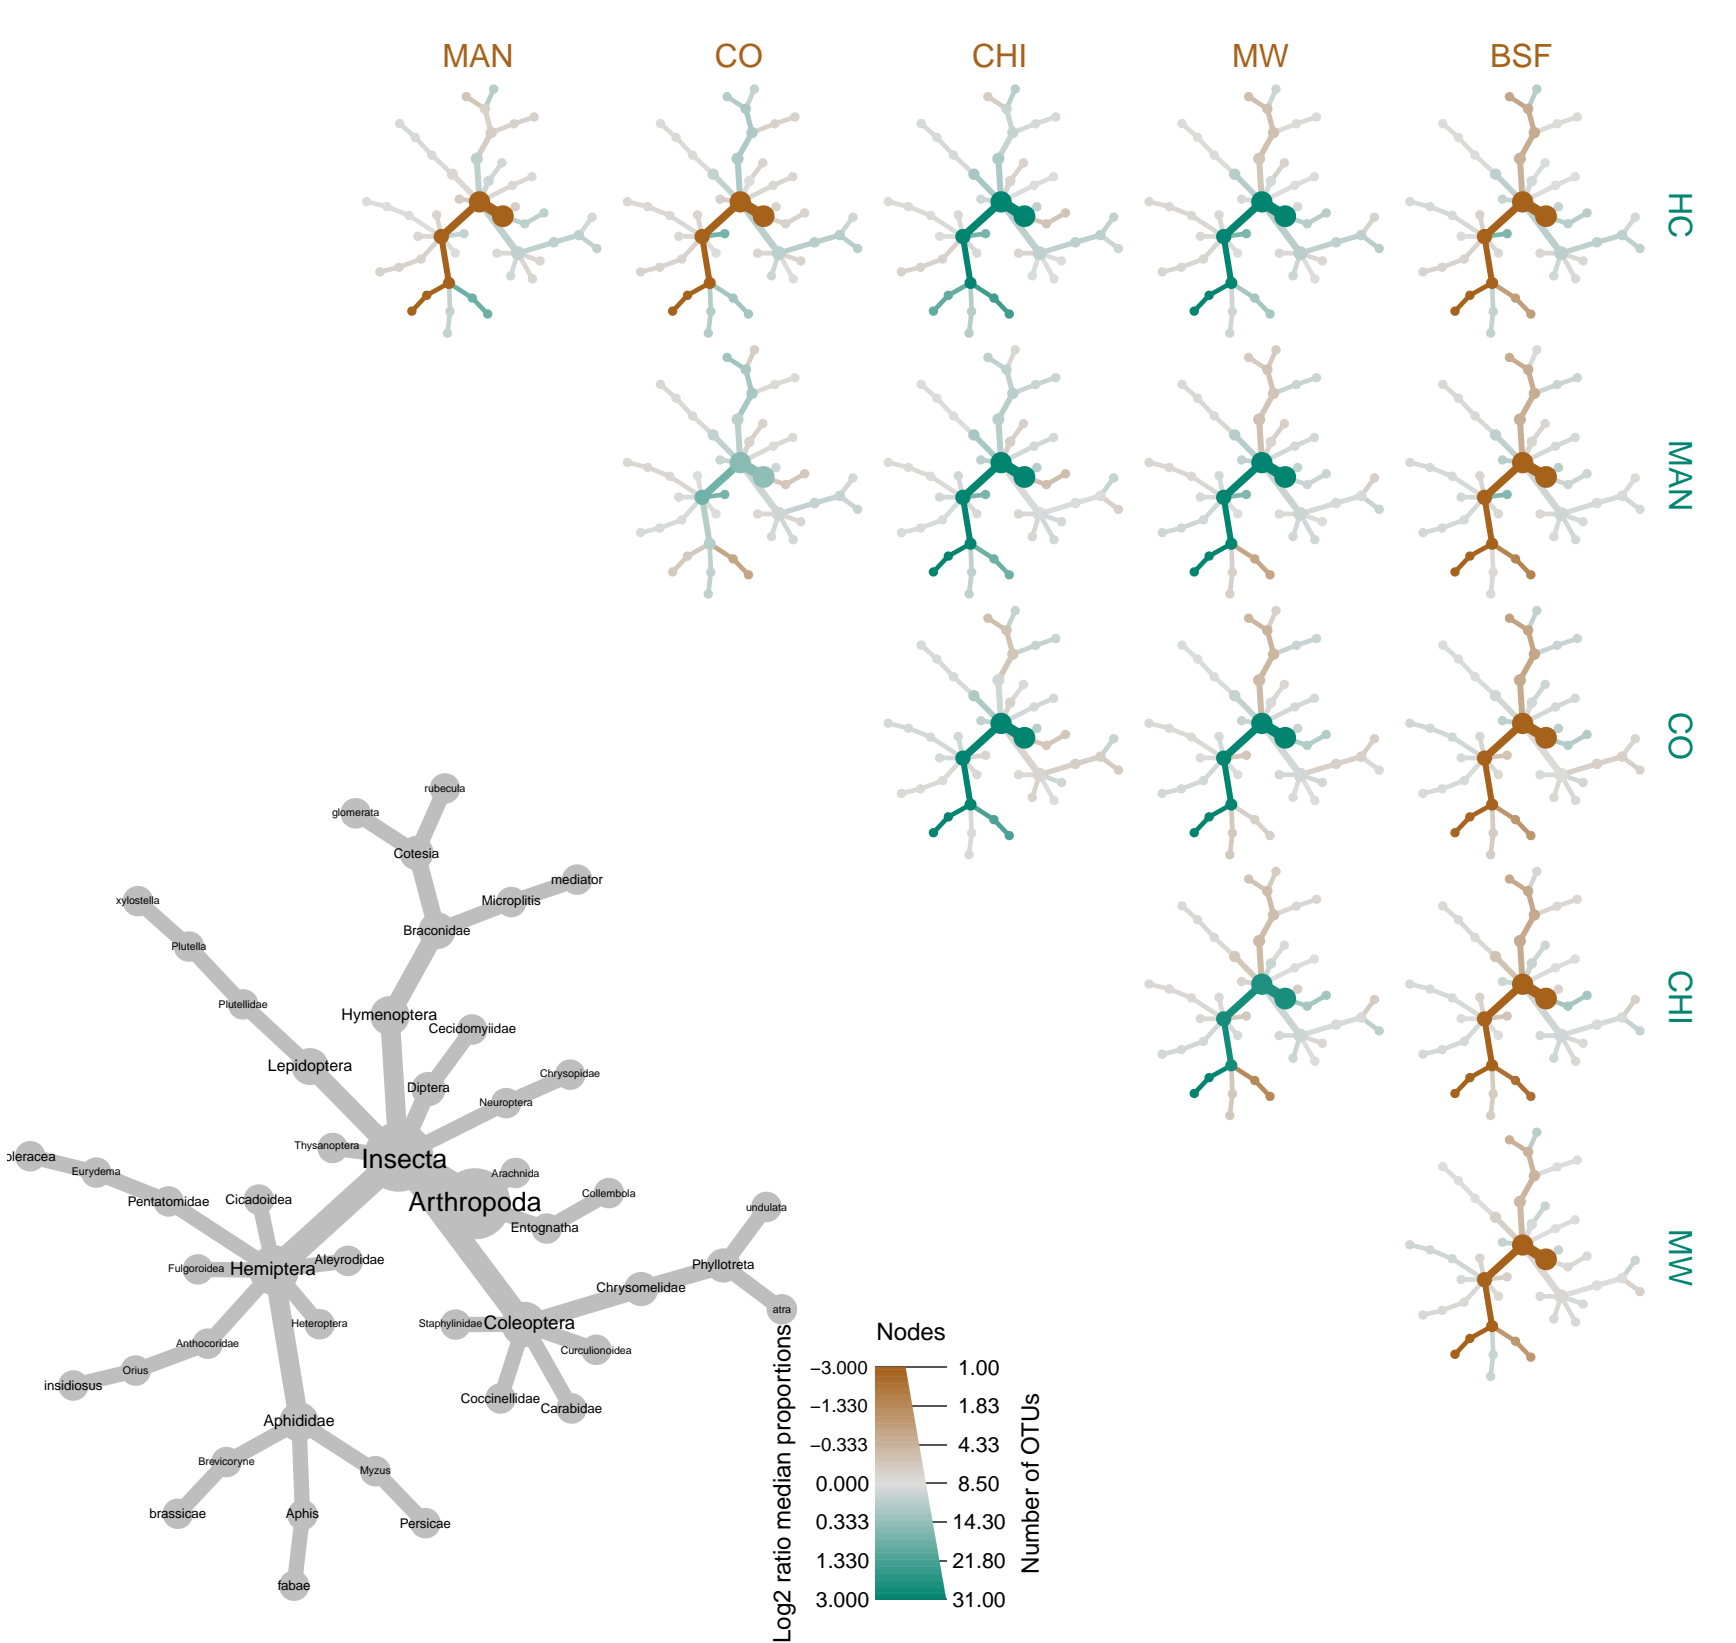 MAN CO CHI MW BSF
HC
MAN
CO
CHI
MW
rubecula
glomerata
Cotesia
mediator
Microplitis
xylostella
Braconidae
Plutella
Plutellidae
Hymenoptera
Cecidomyiidae
Lepidoptera
Chrysopidae
Diptera
Neuroptera
Thysanoptera
Insecta
oleracea
Eurydema
Arachnida
Pentatomidae
Cicadoidea
Arthropoda
Collembola
Entognatha
undulata
Fulgoroidea
Hemiptera
Aleyrodidae
Phyllotreta
Chrysomelidae
atra
Heteroptera
Staphylinidae
Coleoptera
Anthocoridae
Curculionoidea
Orius
insidiosus
Coccinellidae
Carabidae
Aphididae
Brevicoryne
Myzus
brassicae
Aphis
Persicae
fabae
Nodes
Log2 ratio median proportions
Number of OTUs
−3.000 1.00
−1.330 1.83
−0.333 4.33
0.000 8.50
0.333 14.30
1.330 21.80
3.000 31.00